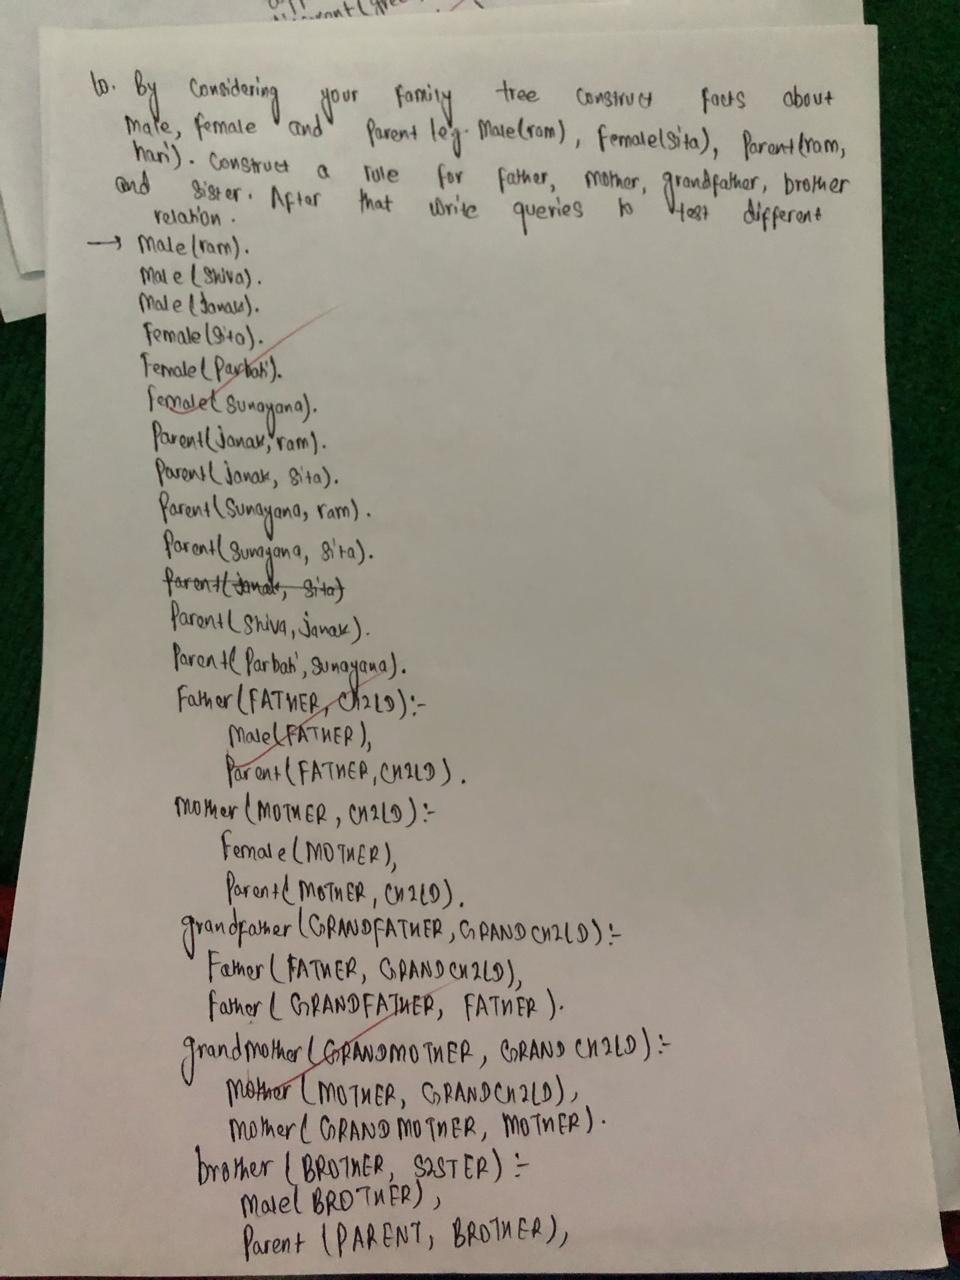 10. By Considering your family tree construct facts about
male, female and parent (eg. Male(ram), female(sita), Parent(ram,
hari). Construct a rule for father, mother, grandfather, brother
and sister. After that write queries to test different
relation.
→ Male(ram).
Male(Shiva).
Male(Janak).
Female(Sita).
Female(Parbati).
female(Sunayana).
Parent(janak, ram).
Parent(janak, Sita).
Parent(Sunayana, ram).
Parent(Sunayana, Sita).
Parent(Janak, Sita)
Parent(Shiva, janak).
Parent(Parbati, Sunayana).
Father(FATHER, CHILD):-
Male(FATHER),
Parent(FATHER, CHILD).
mother(MOTHER, CHILD):-
Female(MOTHER),
Parent(MOTHER, CHILD).
grandfather(GRANDFATHER, GRANDCHILD):-
Father(FATHER, GRANDCHILD),
father(GRANDFATHER, FATHER).
grandmother(GRANDMOTHER, GRANDCHILD):-
Mother(MOTHER, GRANDCHILD),
Mother(GRANDMOTHER, MOTHER).
brother(BROTHER, SISTER):-
Male(BROTHER),
Parent(PARENT, BROTHER),